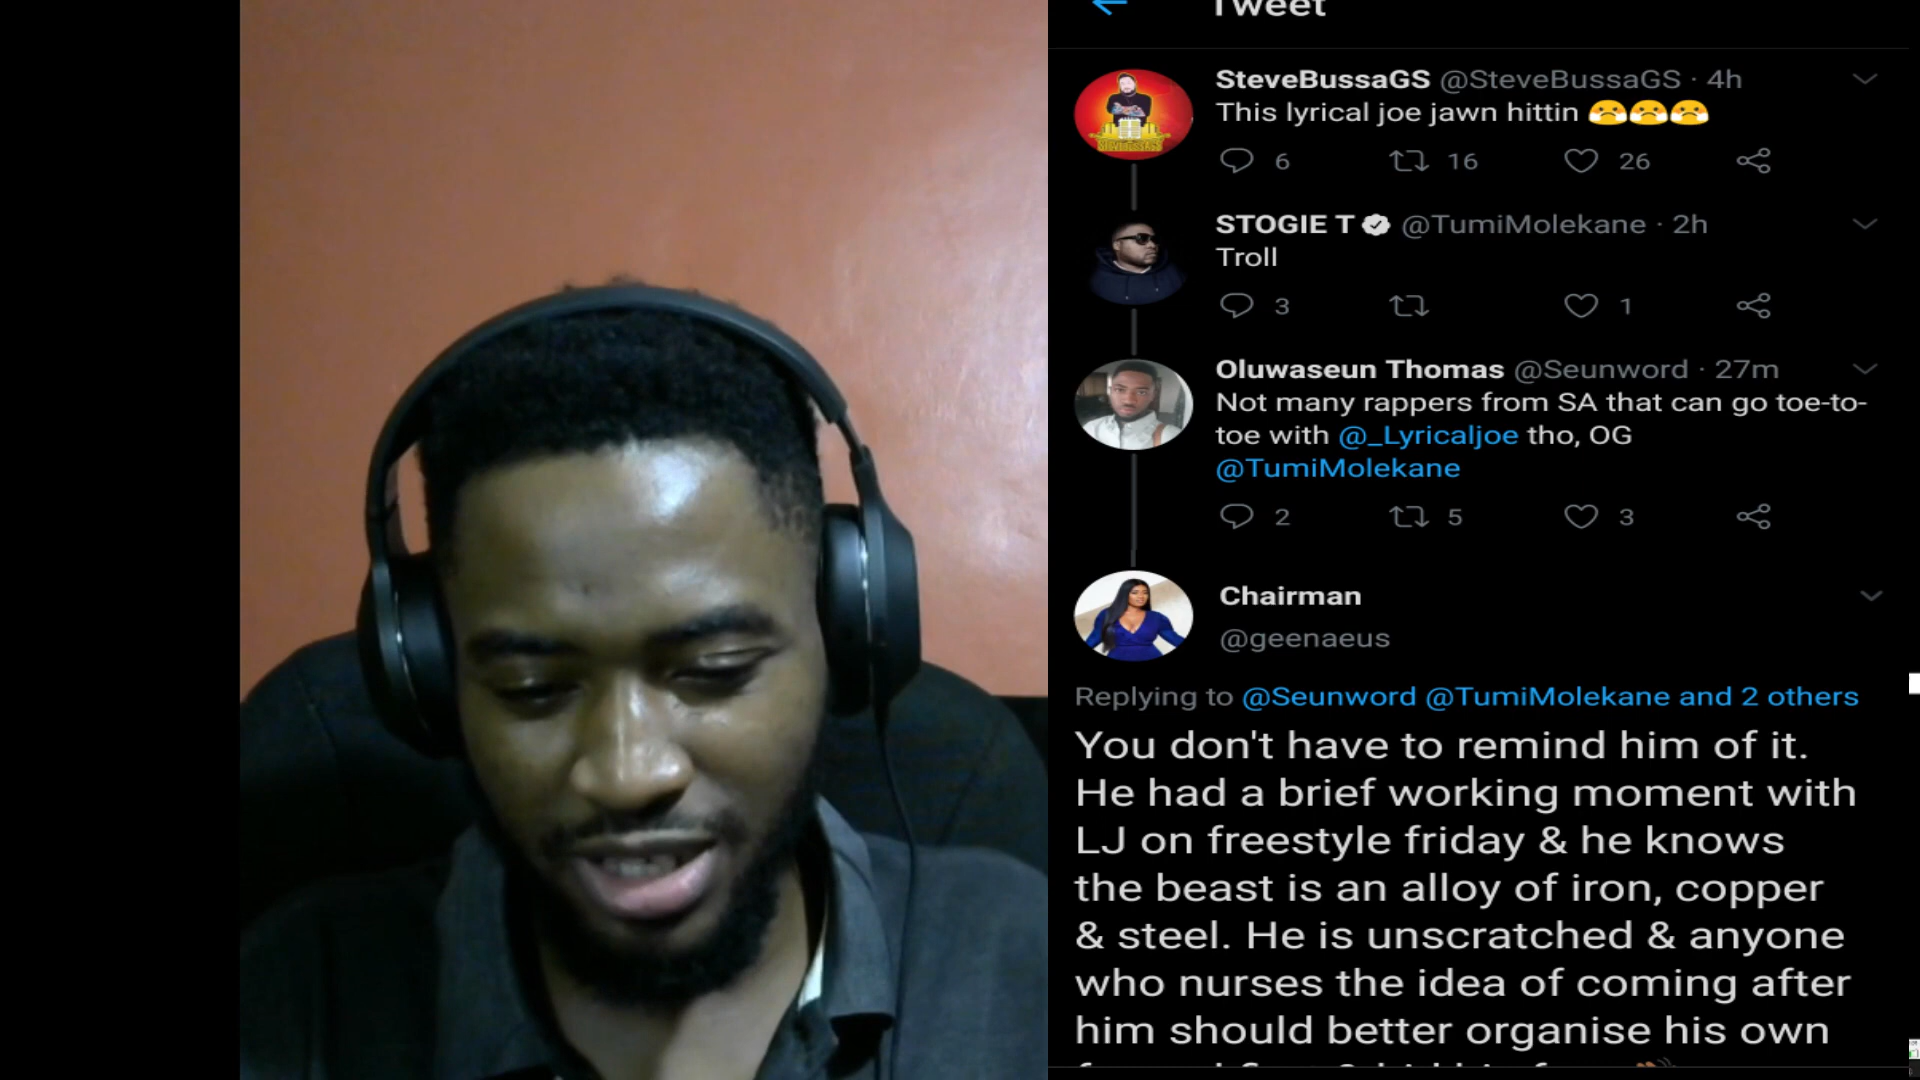 Tweet
SteveBussaGS @SteveBussaGS · 4h
This lyrical joe jawn hittin 😤😤😤
6 16 26
STOGIE T @TumiMolekane · 2h
Troll
3 1
Oluwaseun Thomas @Seunword · 27m
Not many rappers from SA that can go toe-to-
toe with @_Lyricaljoe tho, OG
@TumiMolekane
2 5 3
Chairman
@geenaeus
Replying to @Seunword @TumiMolekane and 2 others
You don't have to remind him of it.
He had a brief working moment with
LJ on freestyle friday & he knows
the beast is an alloy of iron, copper
& steel. He is unscratched & anyone
who nurses the idea of coming after
him should better organise his own